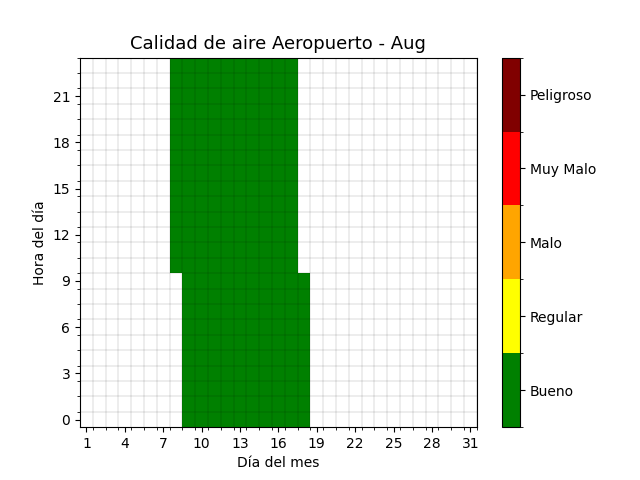 Calidad de aire Aeropuerto - Aug
Hora del día
21
18
15
12
9
6
3
0
1 4 7 10 13 16 19 22 25 28 31
Día del mes
Peligroso
Muy Malo
Malo
Regular
Bueno